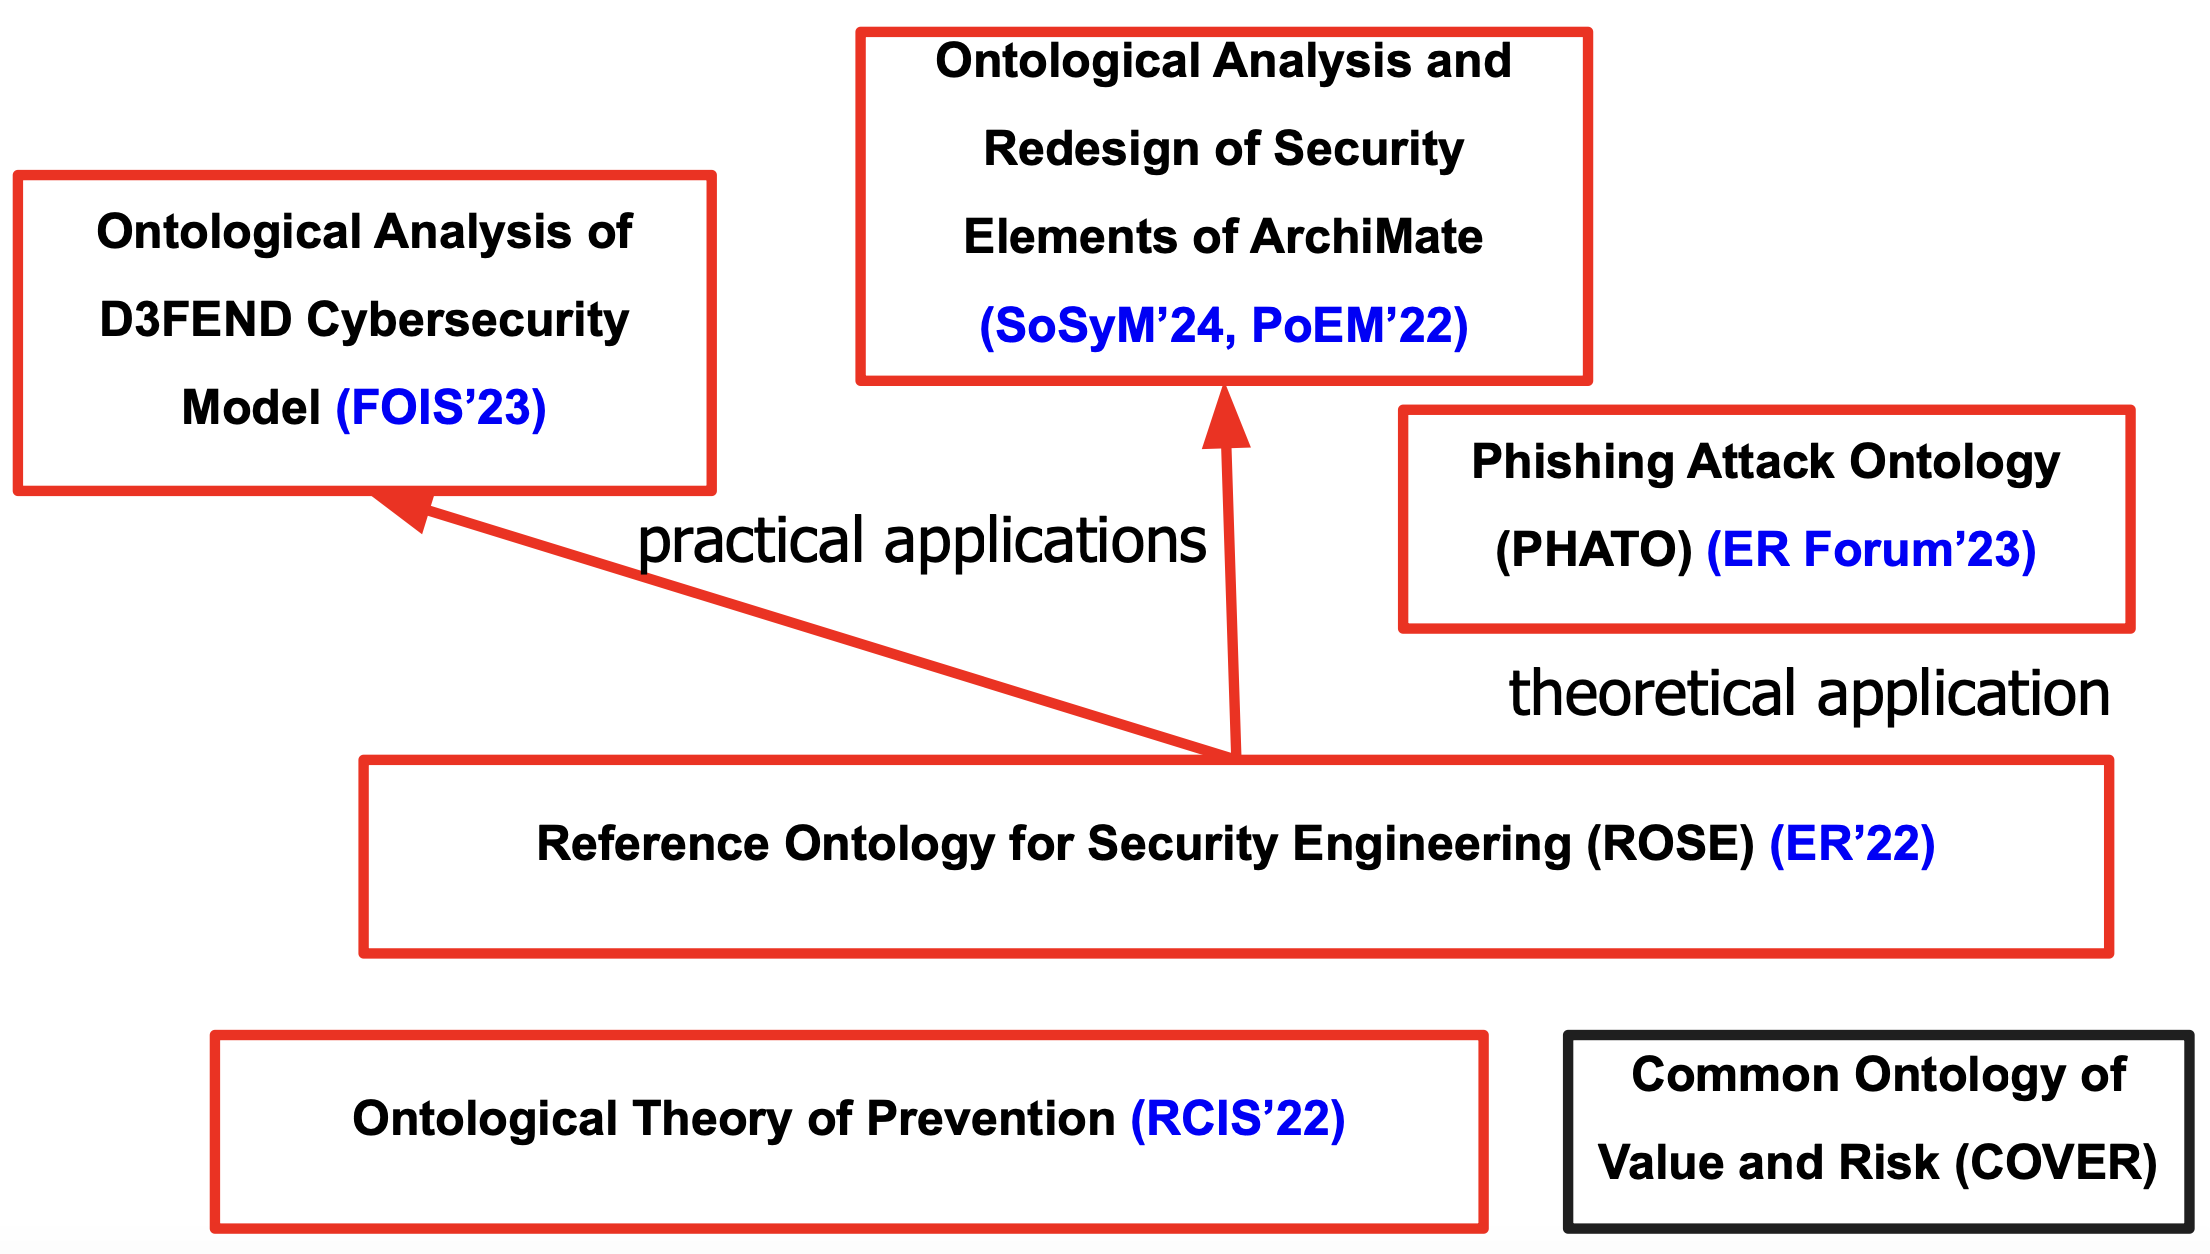 Ontological Analysis and
Redesign of Security
Elements of ArchiMate
(SoSyM’24, PoEM’22)
Ontological Analysis of
D3FEND Cybersecurity
Model (FOIS’23)
Phishing Attack Ontology
(PHATO) (ER Forum’23)
practical applications
theoretical application
Reference Ontology for Security Engineering (ROSE) (ER’22)
Ontological Theory of Prevention (RCIS’22)
Common Ontology of
Value and Risk (COVER)